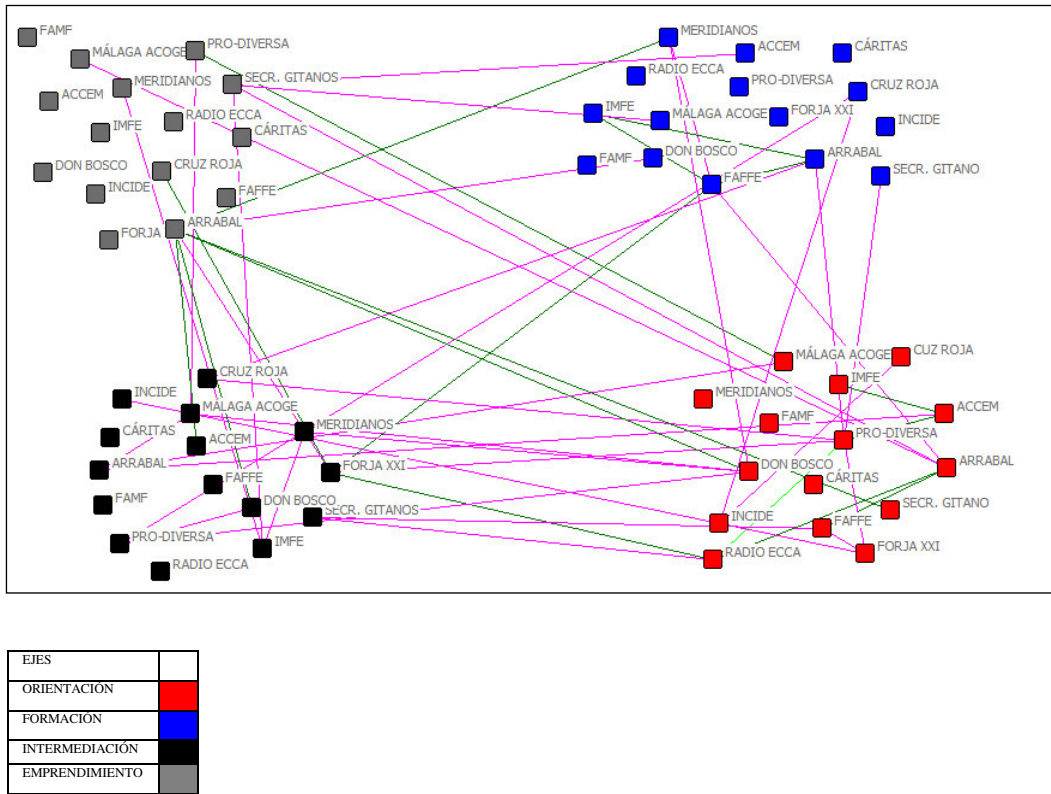 FAMF
MÁLAGA ACOGE
PRO-DIVERSA
MERIDIANOS
SECR. GITANOS
ACCEM
RADIO ECCA
IMFE
CÁRITAS
DON BOSCO
CRUZ ROJA
INCIDE
FAFFE
ARRABAL
FORJA
MERIDIANOS
ACCEM
CÁRITAS
RADIO ECCA
PRO-DIVERSA
CRUZ ROJA
IMFE
MÁLAGA ACOGE
FORJA XXI
INCIDE
DON BOSCO
ARRABAL
FAMF
SECR. GITANO
FAFFE
CRUZ ROJA
INCIDE
MÁLAGA ACOGE
MERIDIANOS
CÁRITAS
ACCEM
ARRABAL
FORJA XXI
FAFFE
FAMF
DON BOSCO
SECR. GITANOS
PRO-DIVERSA
IMFE
RADIO ECCA
MÁLAGA ACOGE
CUZ ROJA
IMFE
MERIDIANOS
ACCEM
FAMF
PRO-DIVERSA
ARRABAL
DON BOSCO
CÁRITAS
SECR. GITANO
INCIDE
FAFFE
RADIO ECCA
FORJA XXI
EJES
ORIENTACIÓN
FORMACIÓN
INTERMEDIACIÓN
EMPRENDIMIENTO